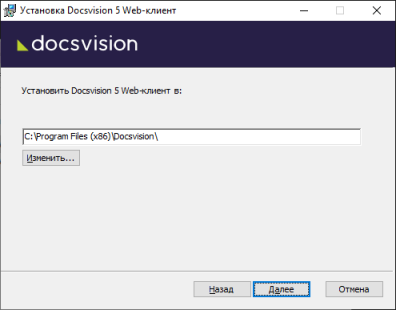 Установка Docsvision 5 Web-клиент
docsvision
Установить Docsvision 5 Web-клиент в:
C:\Program Files (x86)\Docsvision\
Изменить...
Назад
Далее
Отмена